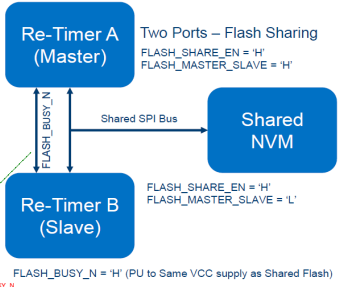 Re-Timer A
(Master)
Two Ports – Flash Sharing
FLASH_SHARE_EN = ‘H’
FLASH_MASTER_SLAVE = ‘H’
FLASH_BUSY_N
Shared SPI Bus
Shared
NVM
Re-Timer B
(Slave)
FLASH_SHARE_EN = ‘H’
FLASH_MASTER_SLAVE = ‘L’
FLASH_BUSY_N = ‘H’ (PU to Same VCC supply as Shared Flash)